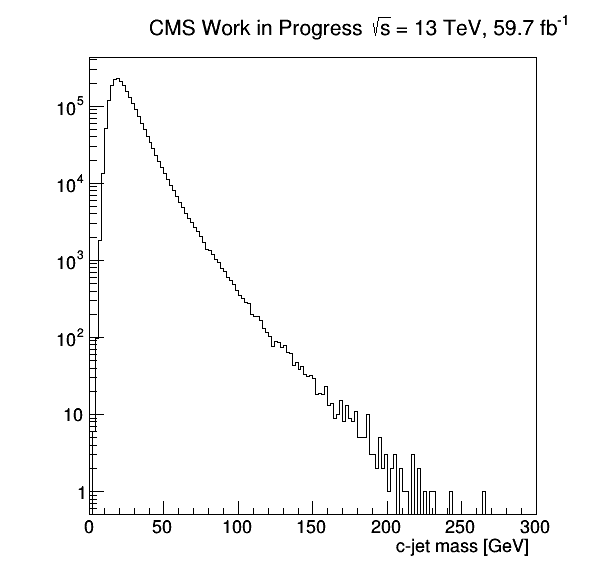 CMS Work in Progress √s = 13 TeV, 59.7 fb⁻¹
10⁵
10⁴
10³
10²
10
1
0 50 100 150 200 250 300
c-jet mass [GeV]